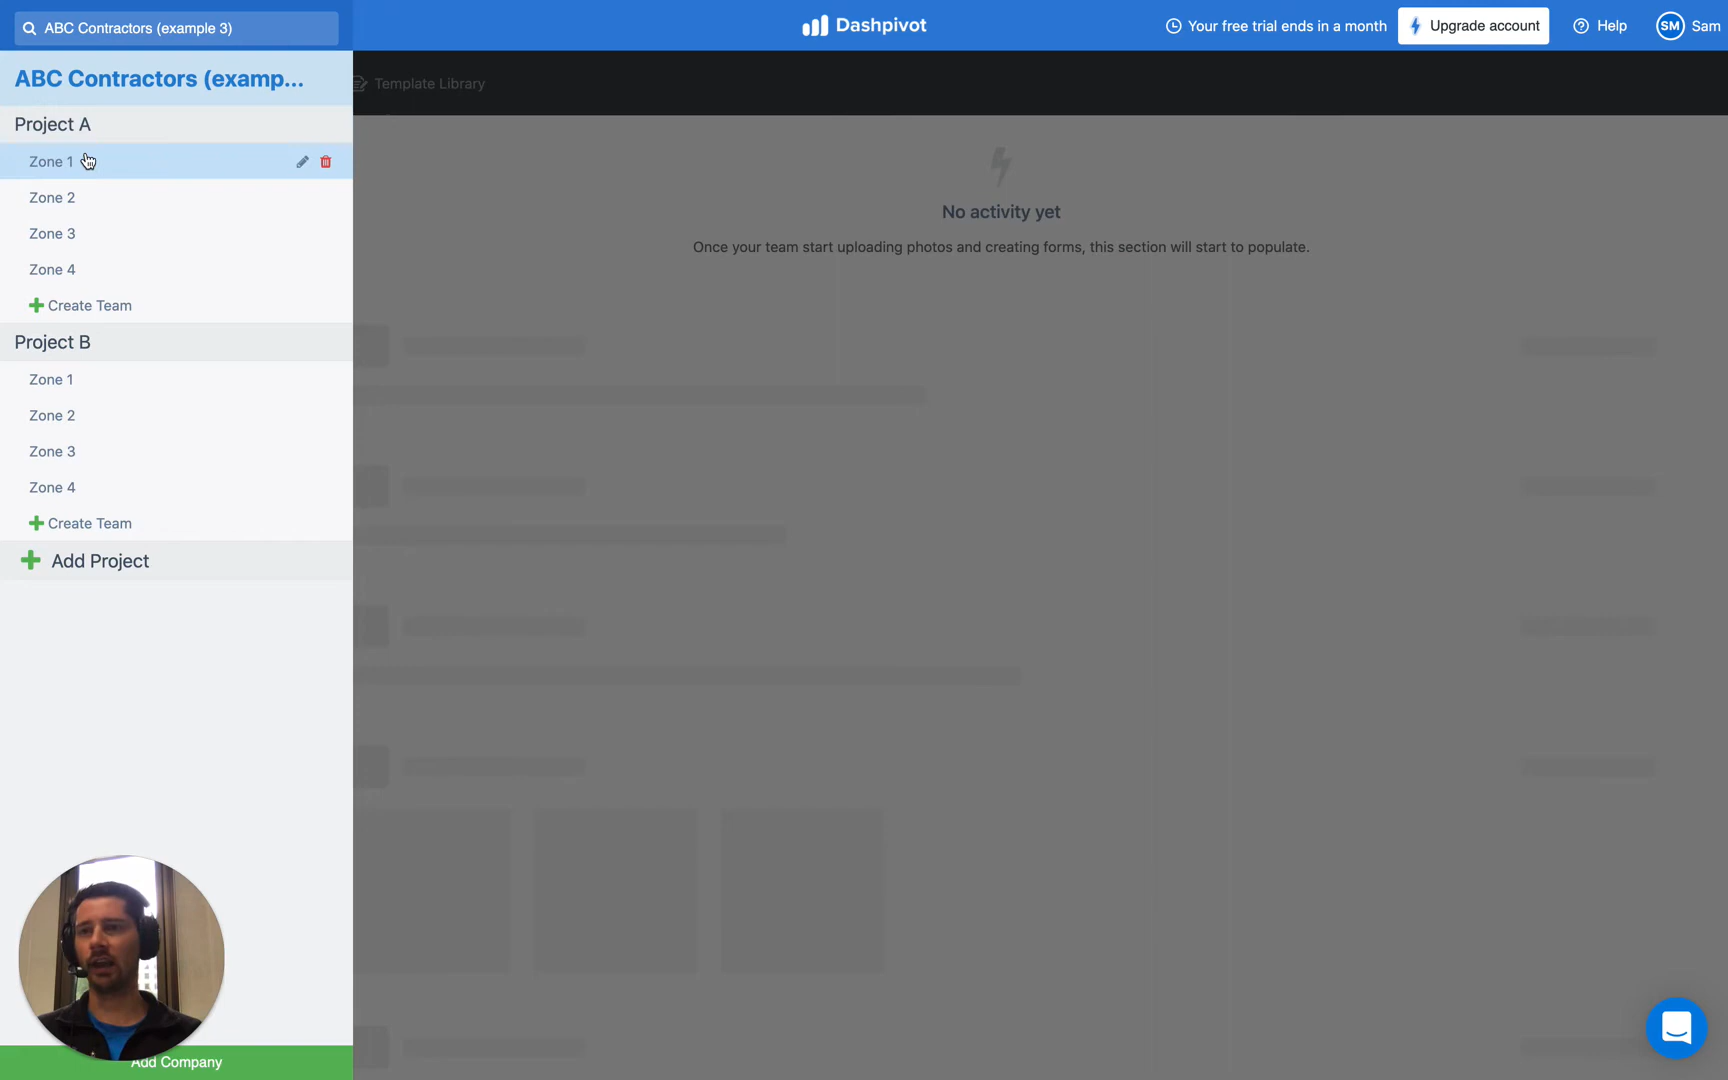 ABC Contractors (example 3)
Dashpivot
Your free trial ends in a month
Upgrade account
Help
SM
Sam
ABC Contractors (examp...
Template Library
Project A
Zone 1
Zone 2
Zone 3
Zone 4
Create Team
Project B
Zone 1
Zone 2
Zone 3
Zone 4
Create Team
Add Project
No activity yet
Once your team start uploading photos and creating forms, this section will start to populate.
Add Company